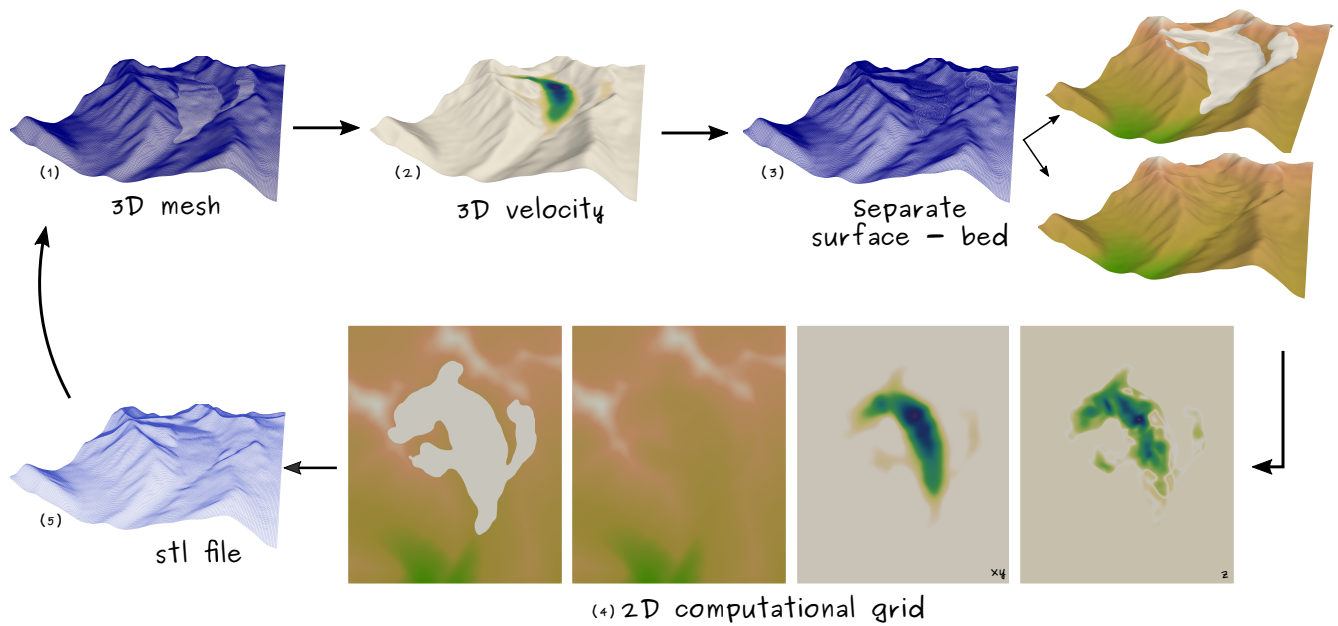 (1)
3D mesh
(2)
3D velocity
(3)
Separate
surface - bed
xy
z
(4) 2D computational grid
(5)
stl file